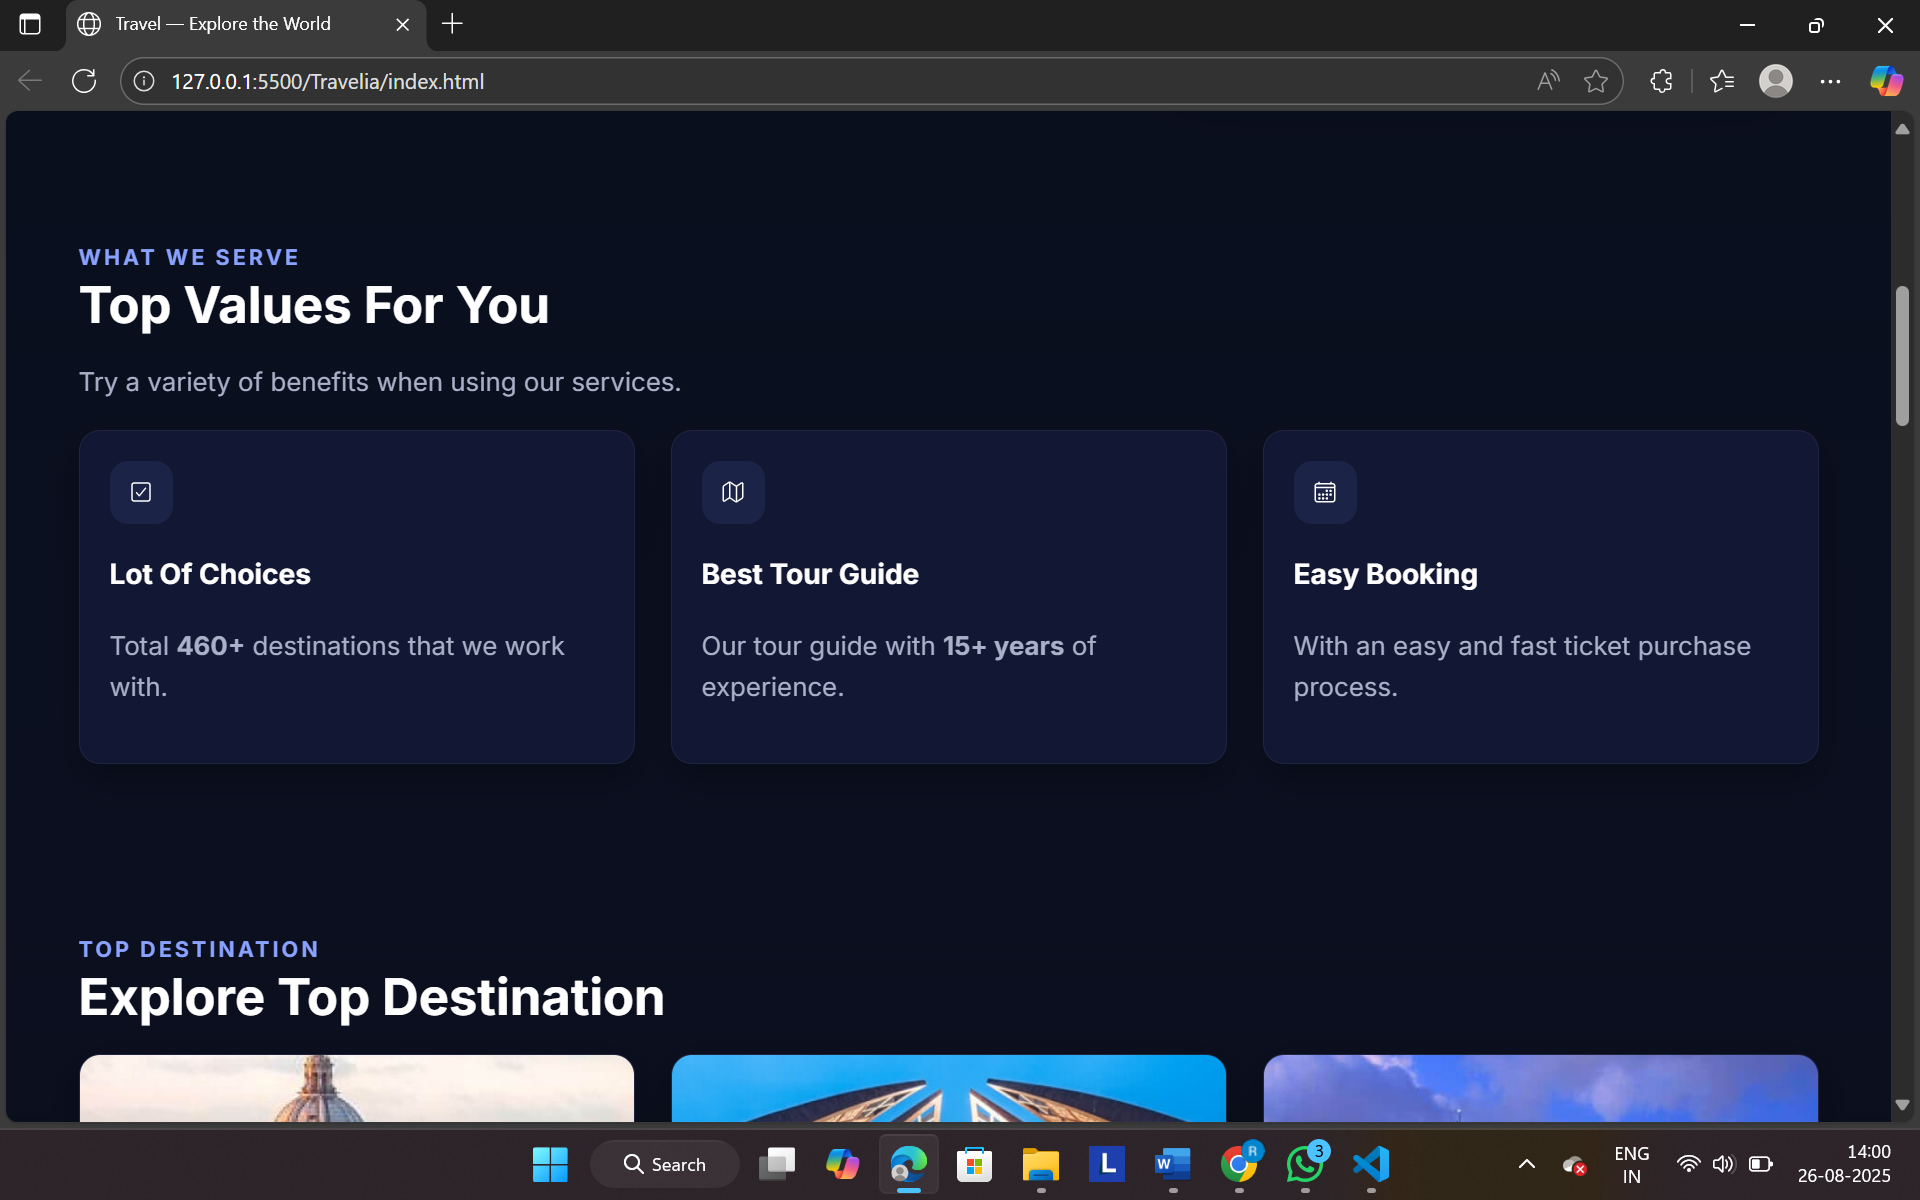 Travel — Explore the World
127.0.0.1:5500/Travelia/index.html
WHAT WE SERVE
Top Values For You
Try a variety of benefits when using our services.
Lot Of Choices
Total 460+ destinations that we work
with.
Best Tour Guide
Our tour guide with 15+ years of
experience.
Easy Booking
With an easy and fast ticket purchase
process.
TOP DESTINATION
Explore Top Destination
Search
L
W
R
3
ENG
IN
14:00
26-08-2025